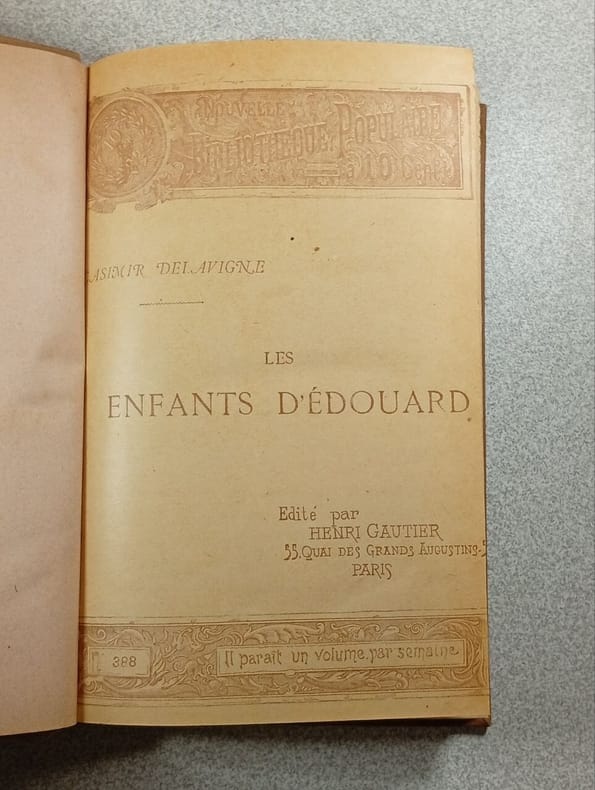 NOUVELLE
BIBLIOTHÈQUE POPULAIRE
à 10 Cent.
ASIMIR DELAVIGNE
LES
ENFANTS D'ÉDOUARD
Edité par
HENRI GAUTIER
55, QUAI DES GRANDS AUGUSTINS-5
PARIS
N° 388
Il paraît un volume par semaine